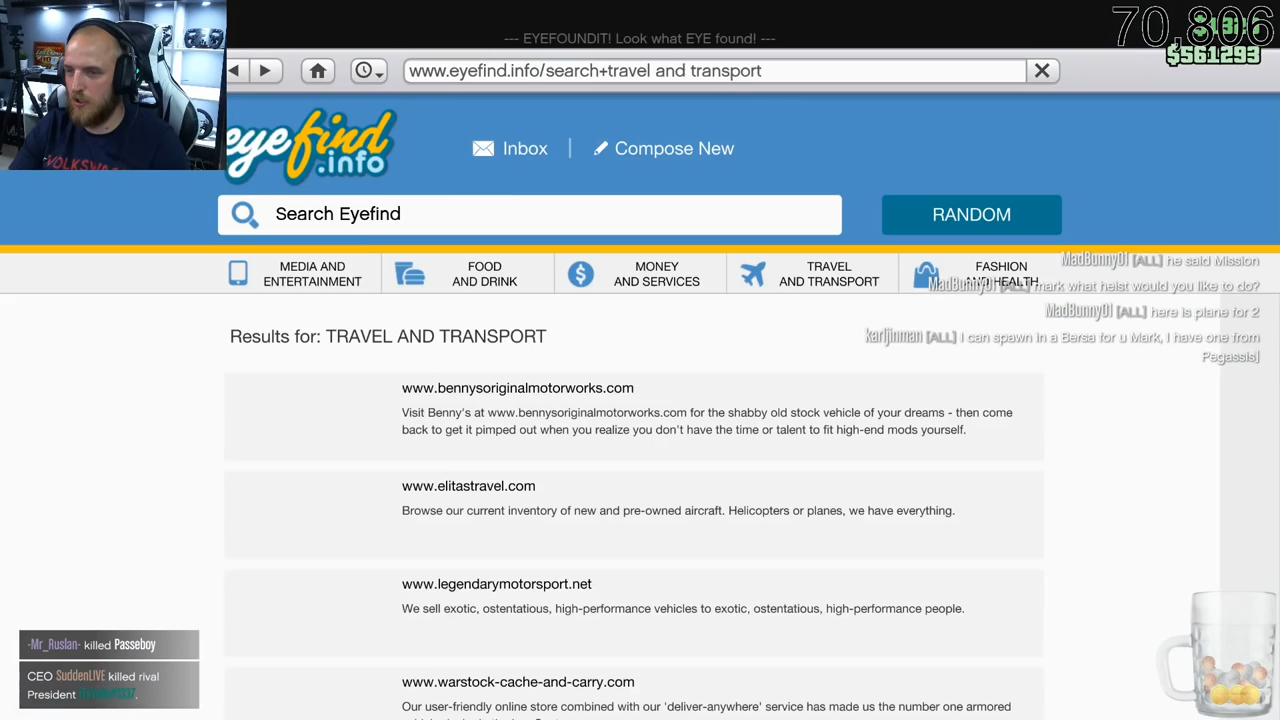 --- EYEFOUNDIT! Look what EYE found! ---
70,806
$561293
www.eyefind.info/search+travel and transport
eyefind
.info
Inbox
Compose New
Search Eyefind
RANDOM
MEDIA AND
ENTERTAINMENT
FOOD
AND DRINK
MONEY
AND SERVICES
TRAVEL
AND TRANSPORT
FASHION
AND HEALTH
MadBunny01 [ALL] he said Mission
MadBunny01 [ALL] mark what heist would you like to do?
MadBunny01 [ALL] here is plane for 2
karljinman [ALL] I can spawn in a Bersa for u Mark, I have one from
Pegassis]
Results for: TRAVEL AND TRANSPORT
www.bennysoriginalmotorworks.com
Visit Benny's at www.bennysoriginalmotorworks.com for the shabby old stock vehicle of your dreams - then come
back to get it pimped out when you realize you don't have the time or talent to fit high-end mods yourself.
www.elitastravel.com
Browse our current inventory of new and pre-owned aircraft. Helicopters or planes, we have everything.
www.legendarymotorsport.net
We sell exotic, ostentatious, high-performance vehicles to exotic, ostentatious, high-performance people.
www.warstock-cache-and-carry.com
Our user-friendly online store combined with our 'deliver-anywhere' service has made us the number one armored
-Mr_Ruslan- killed Passeboy
CEO SuddenLIVE killed rival
President